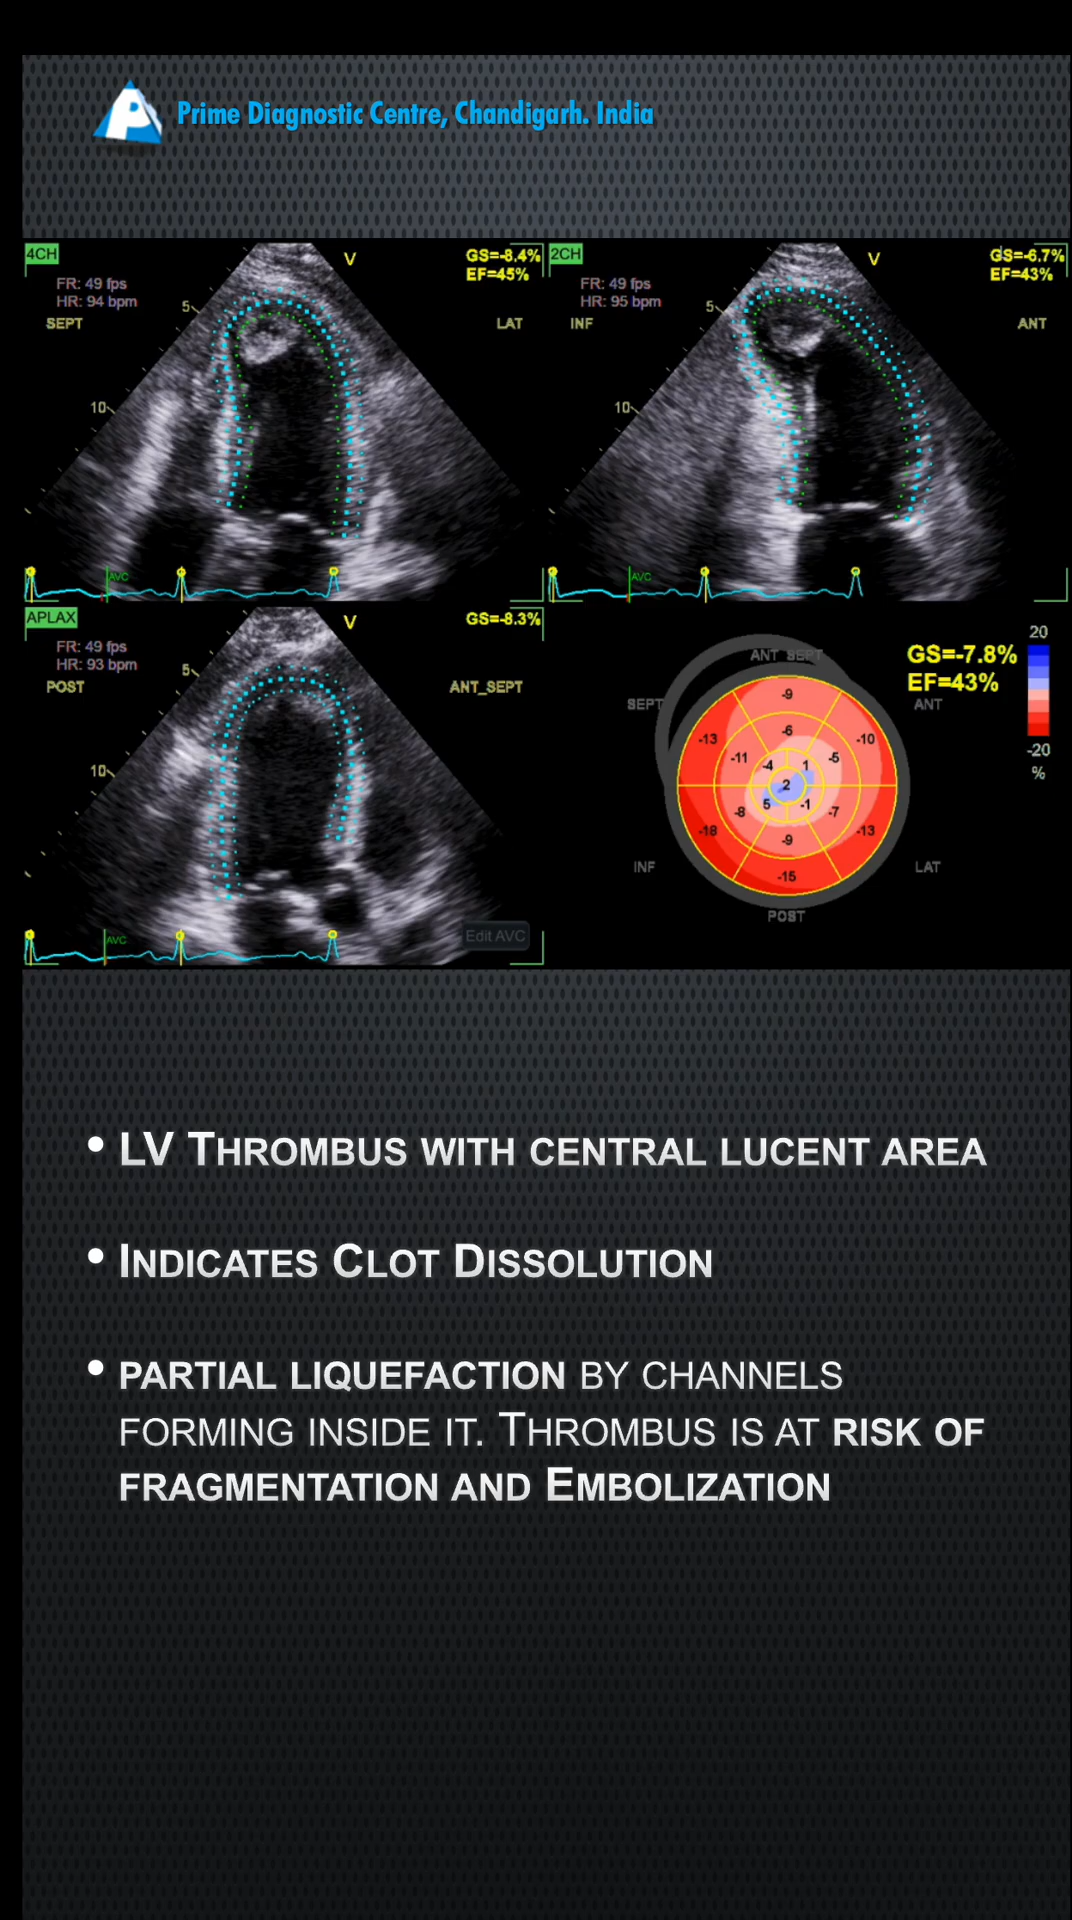 P Prime Diagnostic Centre, Chandigarh. India
4CH
V
GS=-8.4%
EF=45%
FR: 49 fps
HR: 94 bpm
SEPT
5
LAT
10
AVC
2CH
V
GS=-6.7%
EF=43%
FR: 49 fps
HR: 95 bpm
INF
5
ANT
10
AVC
APLAX
V
GS=-8.3%
FR: 49 fps
HR: 93 bpm
POST
5
ANT_SEPT
10
AVC
Edit AVC
20
GS=-7.8%
EF=43%
-20
%
ANT_SEPT
SEPT
ANT
-9
-13
-6
-10
-11
-5
-4
1
2
5
-1
-8
-7
-18
-9
-13
-15
INF
LAT
POST
• LV THROMBUS WITH CENTRAL LUCENT AREA
• INDICATES CLOT DISSOLUTION
• PARTIAL LIQUEFACTION BY CHANNELS
FORMING INSIDE IT. THROMBUS IS AT RISK OF
FRAGMENTATION AND EMBOLIZATION